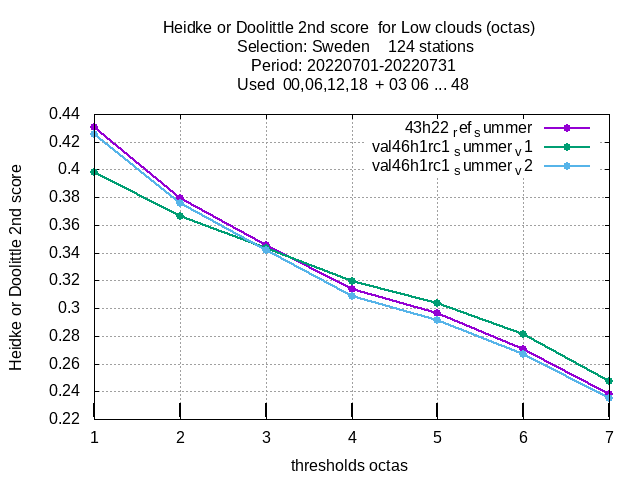 Heidke or Doolittle 2nd score  for Low clouds (octas)
Selection: Sweden    124 stations
Period: 20220701-20220731
Used  00,06,12,18  + 03 06 ... 48
43h22 ref summer
val46h1rc1 summer v1
val46h1rc1 summer v2
Heidke or Doolittle 2nd score
0.44
0.42
0.4
0.38
0.36
0.34
0.32
0.3
0.28
0.26
0.24
0.22
1 2 3 4 5 6 7
thresholds octas